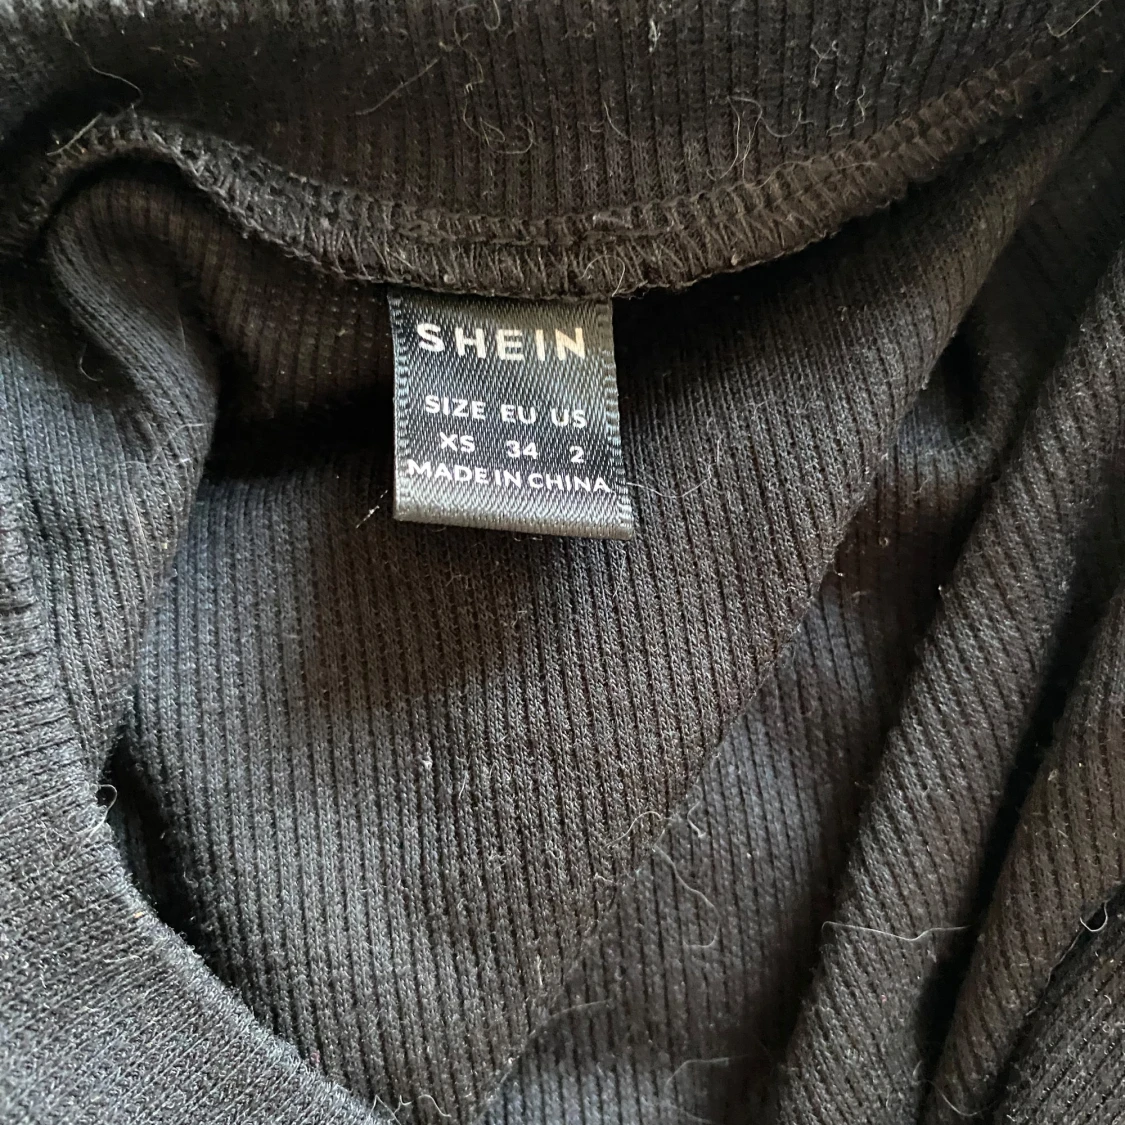 SHEIN
SIZE EU US
XS 34 2
MADE IN CHINA